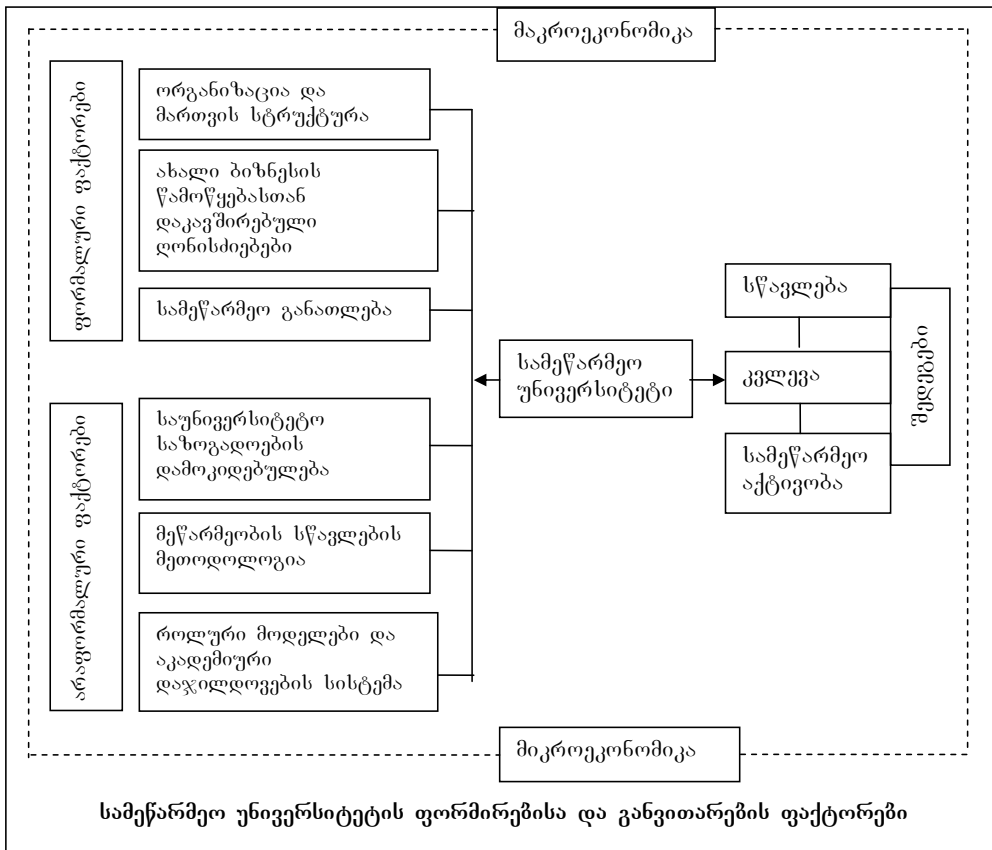 მაკროეკონომიკა
ფორმალური ფაქტორები
ორგანიზაცია და
მართვის სტრუქტურა
ახალი ბიზნესის
წამოწყებასთან
დაკავშირებული
ღონისძიებები
სამეწარმეო განათლება
არაფორმალური ფაქტორები
საუნივერსიტეტო
საზოგადოების
დამოკიდებულება
მეწარმეობის სწავლების
მეთოდოლოგია
როლური მოდელები და
აკადემიური
დაჯილდოვების სისტემა
სამეწარმეო
უნივერსიტეტი
სწავლება
კვლევა
სამეწარმეო
აქტივობა
შედეგები
მიკროეკონომიკა
სამეწარმეო უნივერსიტეტის ფორმირებისა და განვითარების ფაქტორები